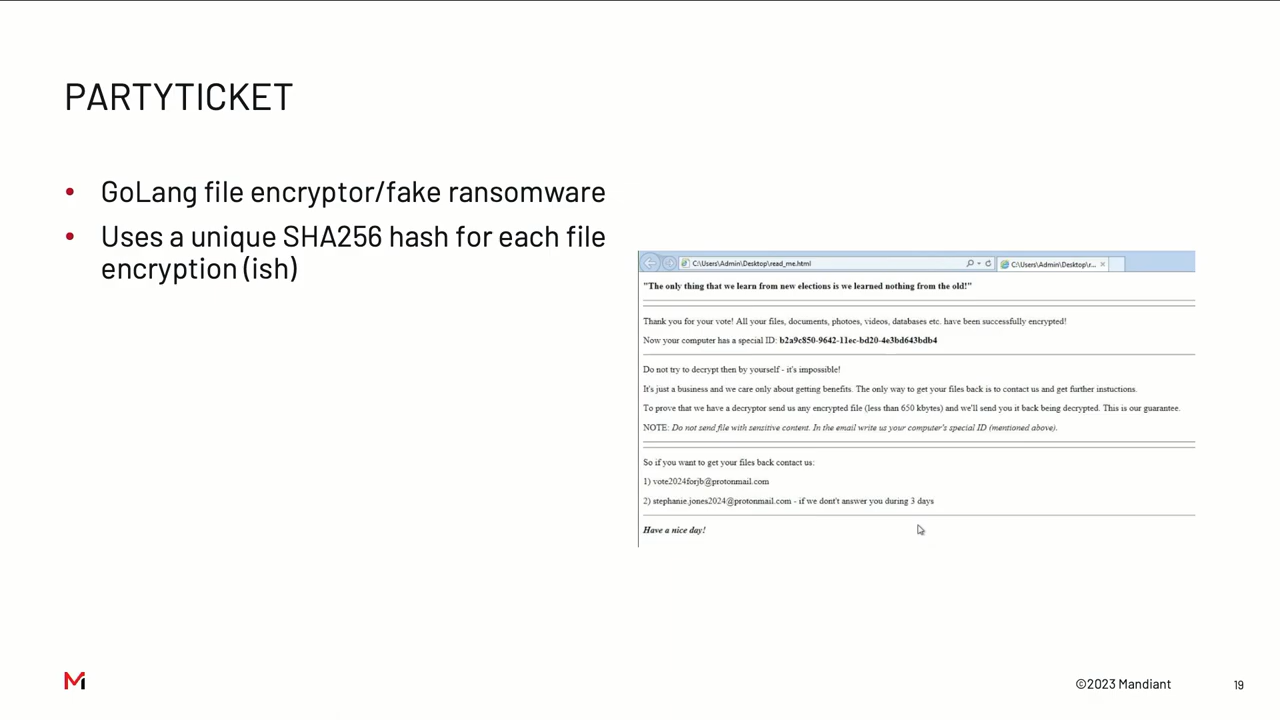 PARTYTICKET
• GoLang file encryptor/fake ransomware
• Uses a unique SHA256 hash for each file
encryption (ish)
C:\Users\Admin\Desktop\read_me.html
C:\Users\Admin\Desktop\r...
"The only thing that we learn from new elections is we learned nothing from the old!"
Thank you for your vote! All your files, documents, photoes, videos, databases etc. have been successfully encrypted!
Now your computer has a special ID: b2a9c850-9642-11ec-bd20-4e3bd643bdb4
Do not try to decrypt then by yourself - it's impossible!
It's just a business and we care only about getting benefits. The only way to get your files back is to contact us and get further instuctions.
To prove that we have a decryptor send us any encrypted file (less than 650 kbytes) and we'll send you it back being decrypted. This is our guarantee.
NOTE: Do not send file with sensitive content. In the email write us your computer's special ID (mentioned above).
So if you want to get your files back contact us:
1) vote2024forjb@protonmail.com
2) stephanie.jones2024@protonmail.com - if we dont't answer you during 3 days
Have a nice day!
©2023 Mandiant
19